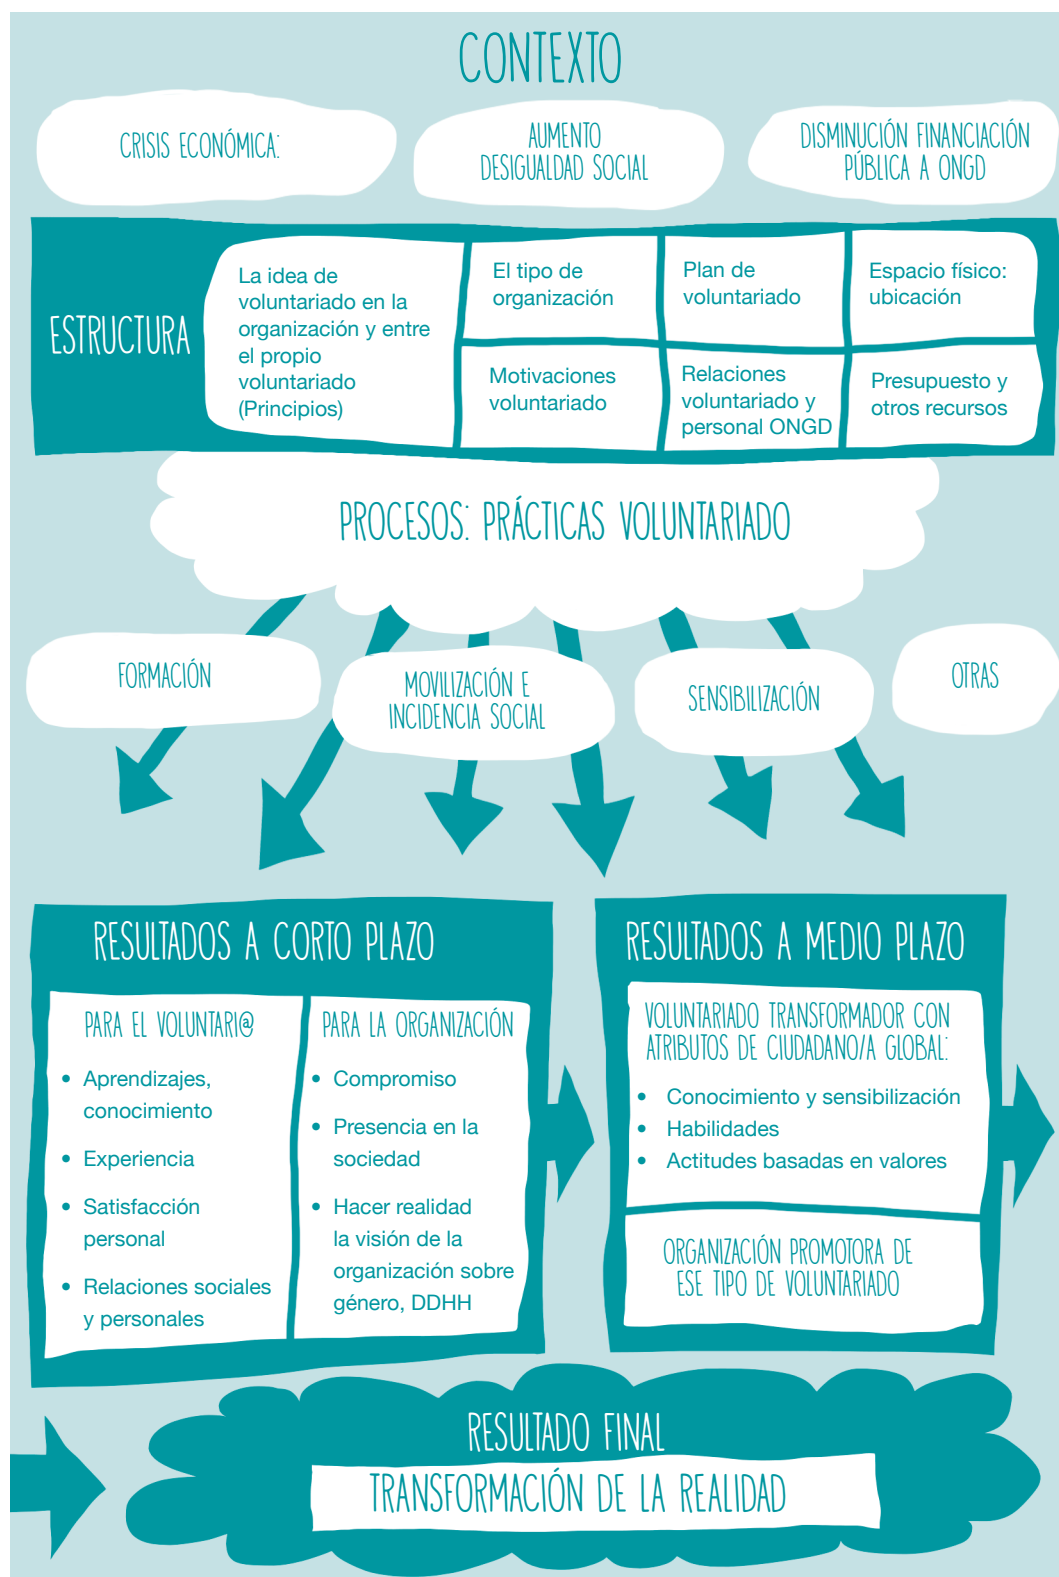 CONTEXTO
CRISIS ECONÓMICA:
AUMENTO
DESIGUALDAD SOCIAL
DISMINUCIÓN FINANCIACIÓN
PÚBLICA A ONGD
ESTRUCTURA
La idea de
voluntariado en la
organización y entre
el propio
voluntariado
(Principios)
El tipo de
organización
Plan de
voluntariado
Espacio físico:
ubicación
Motivaciones
voluntariado
Relaciones
voluntariado y
personal ONGD
Presupuesto y
otros recursos
PROCESOS: PRÁCTICAS VOLUNTARIADO
FORMACIÓN
MOVILIZACIÓN E
INCIDENCIA SOCIAL
SENSIBILIZACIÓN
OTRAS
RESULTADOS A CORTO PLAZO
PARA EL VOLUNTARI@
• Aprendizajes,
conocimiento
• Experiencia
• Satisfacción
personal
• Relaciones sociales
y personales
PARA LA ORGANIZACIÓN
• Compromiso
• Presencia en la
sociedad
• Hacer realidad
la visión de la
organización sobre
género, DDHH
RESULTADOS A MEDIO PLAZO
VOLUNTARIADO TRANSFORMADOR CON
ATRIBUTOS DE CIUDADANO/A GLOBAL:
• Conocimiento y sensibilización
• Habilidades
• Actitudes basadas en valores
ORGANIZACIÓN PROMOTORA DE
ESE TIPO DE VOLUNTARIADO
RESULTADO FINAL
TRANSFORMACIÓN DE LA REALIDAD